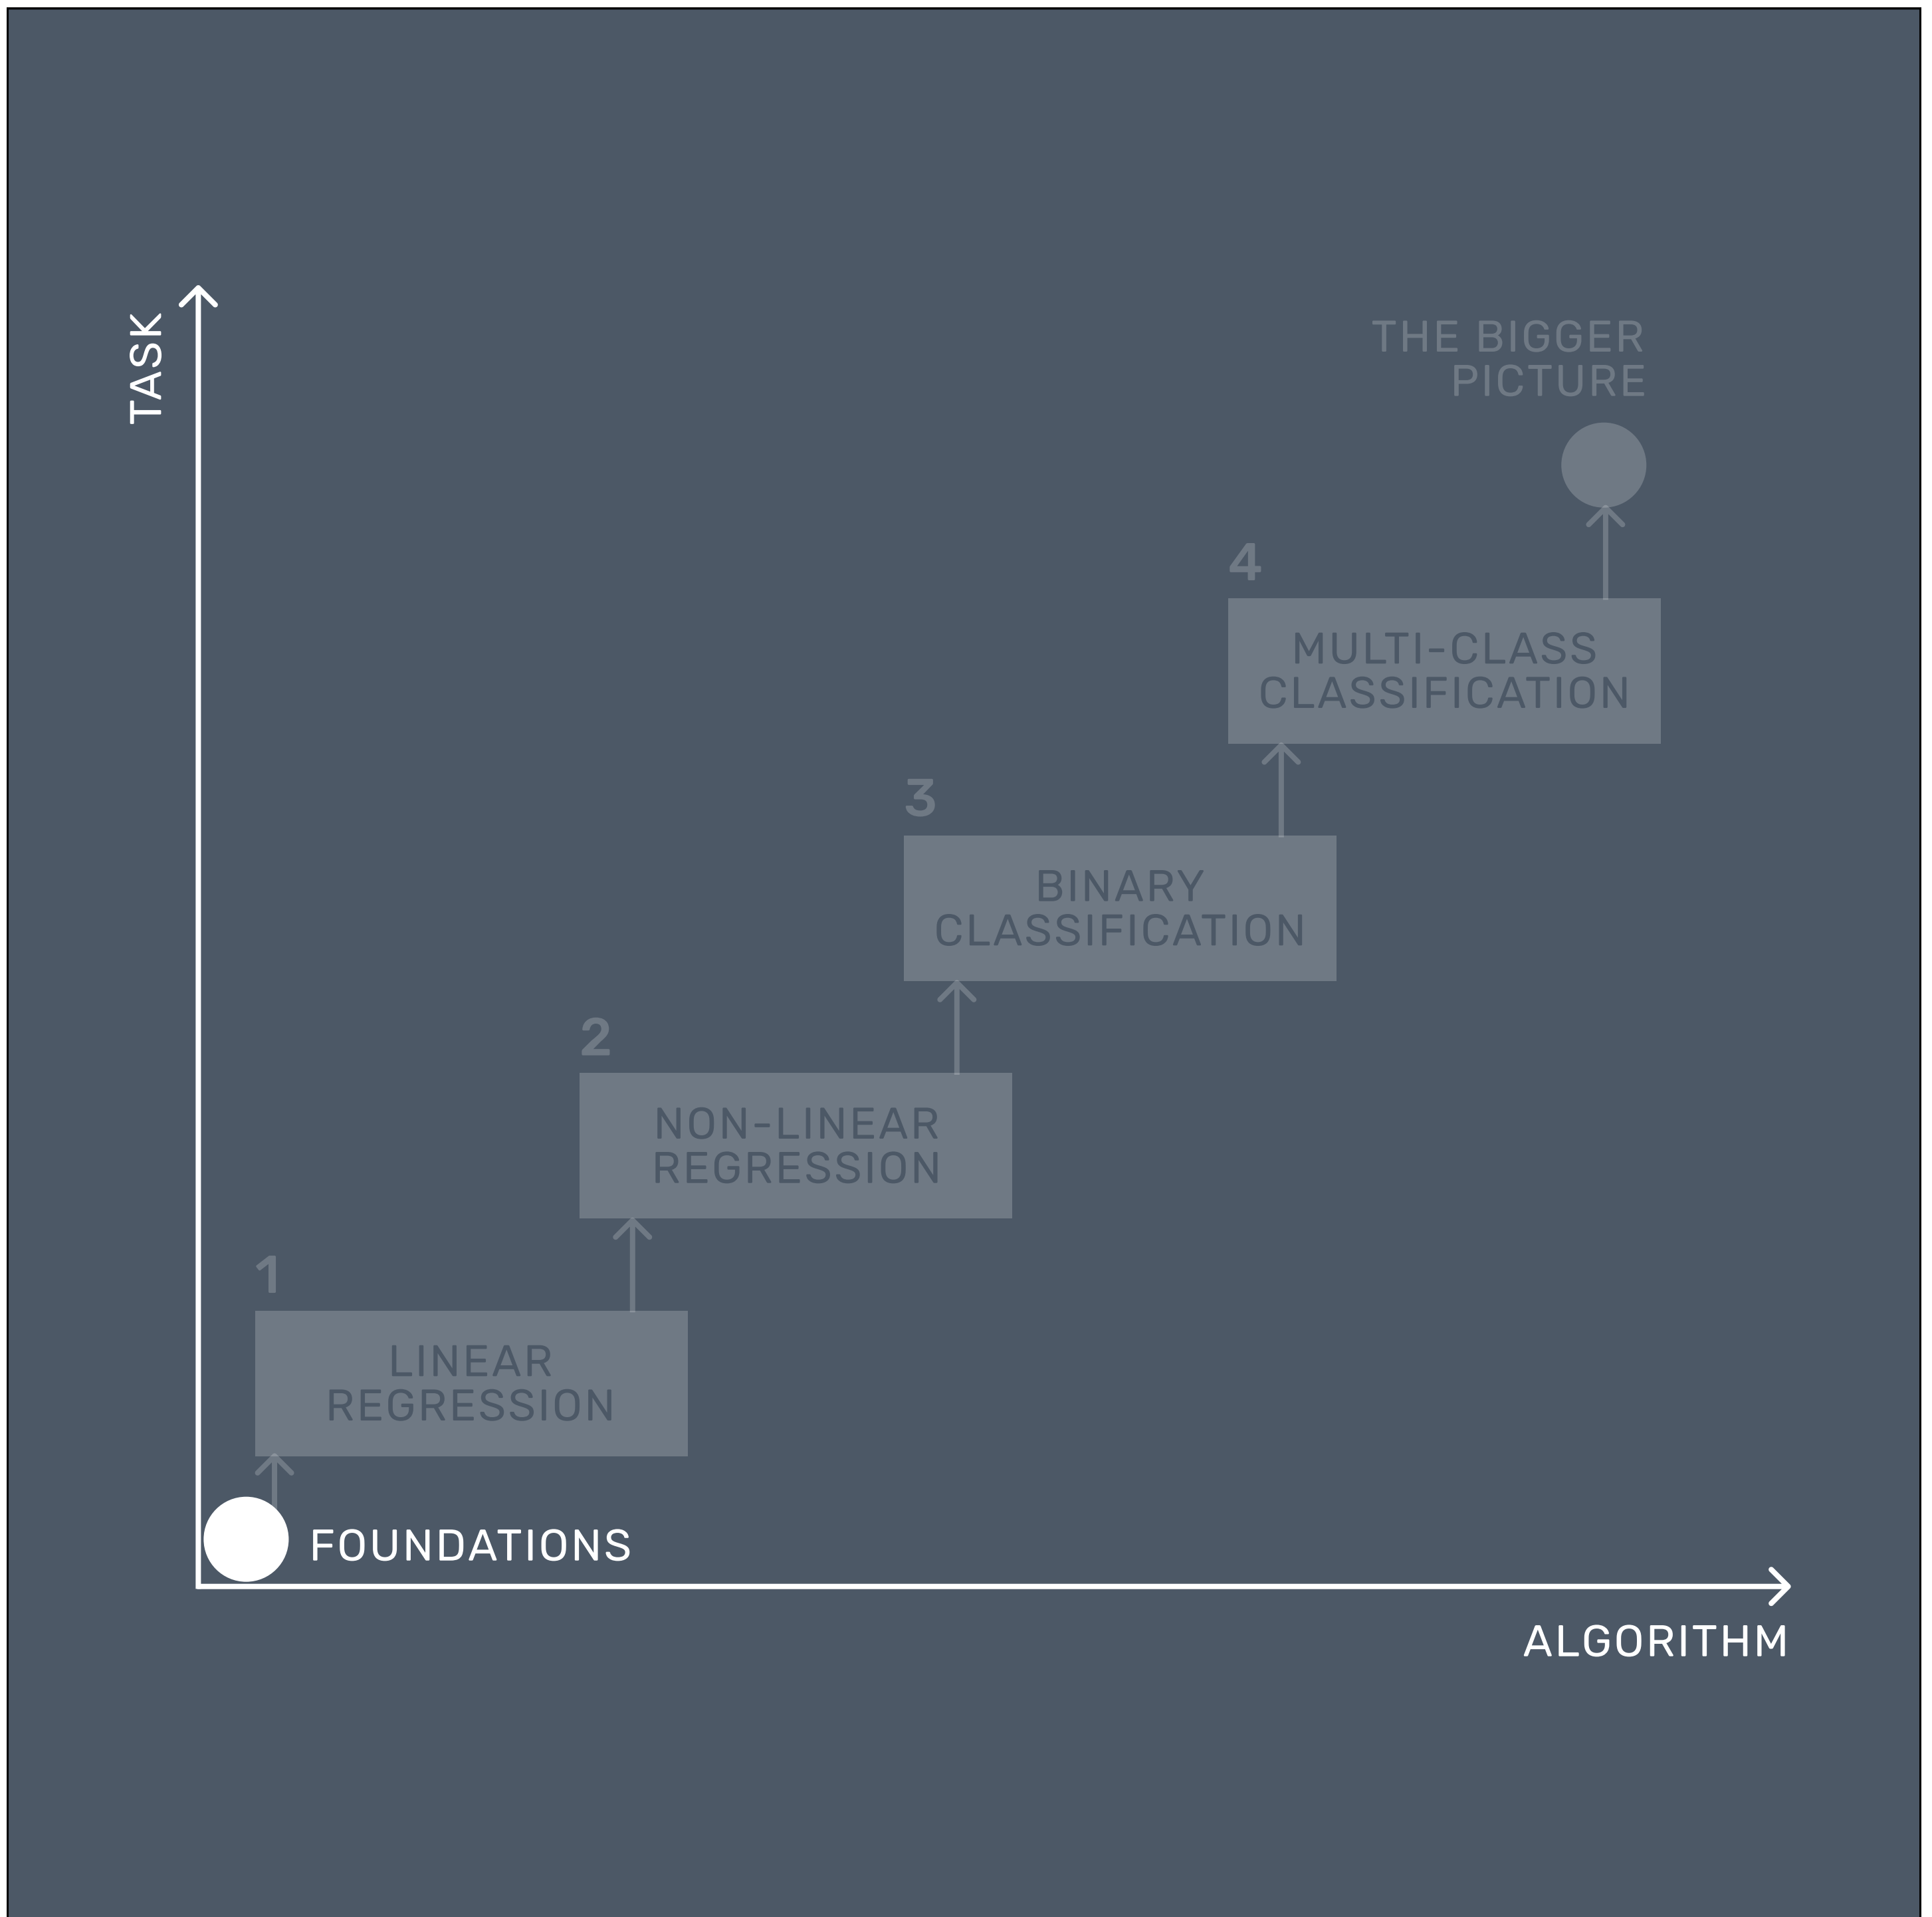 TASK
THE BIGGER
PICTURE
4
MULTI-CLASS
CLASSIFICATION
3
BINARY
CLASSIFICATION
2
NON-LINEAR
REGRESSION
1
LINEAR
REGRESSION
FOUNDATIONS
ALGORITHM